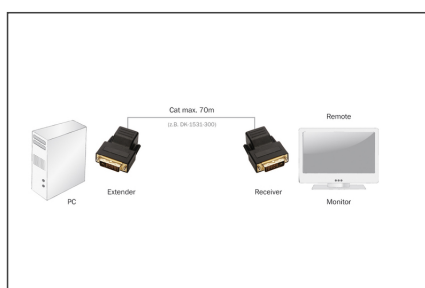 Cat max. 70m
(z.B. DK-1531-300)
Remote
PC
Extender
Receiver
Monitor